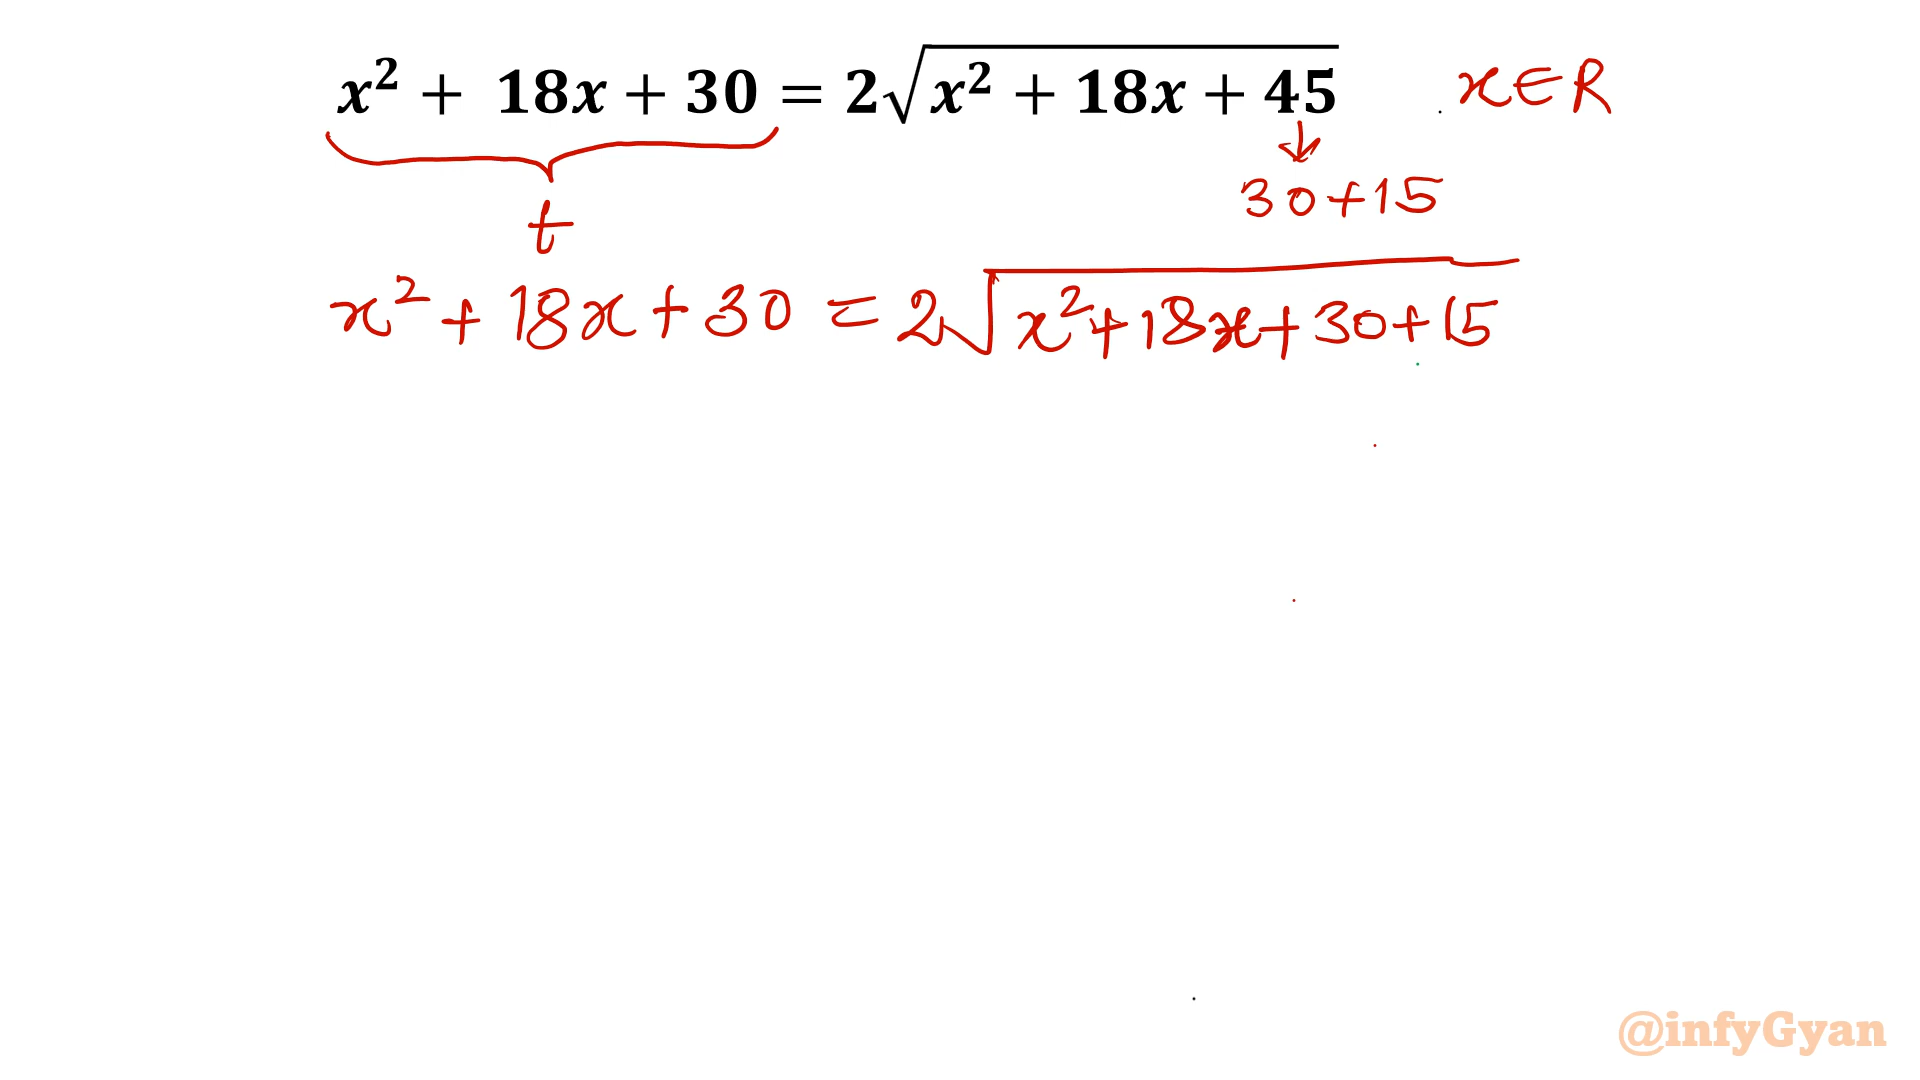 x² + 18x + 30 = 2√(x² + 18x + 45) x∈R
30+15
t
x² + 18x + 30 = 2√(x² + 18x + 30 + 15)
@infyGyan